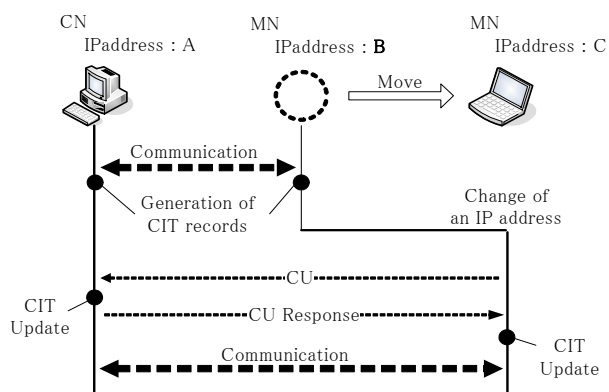 CN
IPaddress : A
MN
IPaddress : B
MN
IPaddress : C
Move
Communication
Generation of
CIT records
Change of
an IP address
CU
CIT
Update
CU Response
Communication
CIT
Update